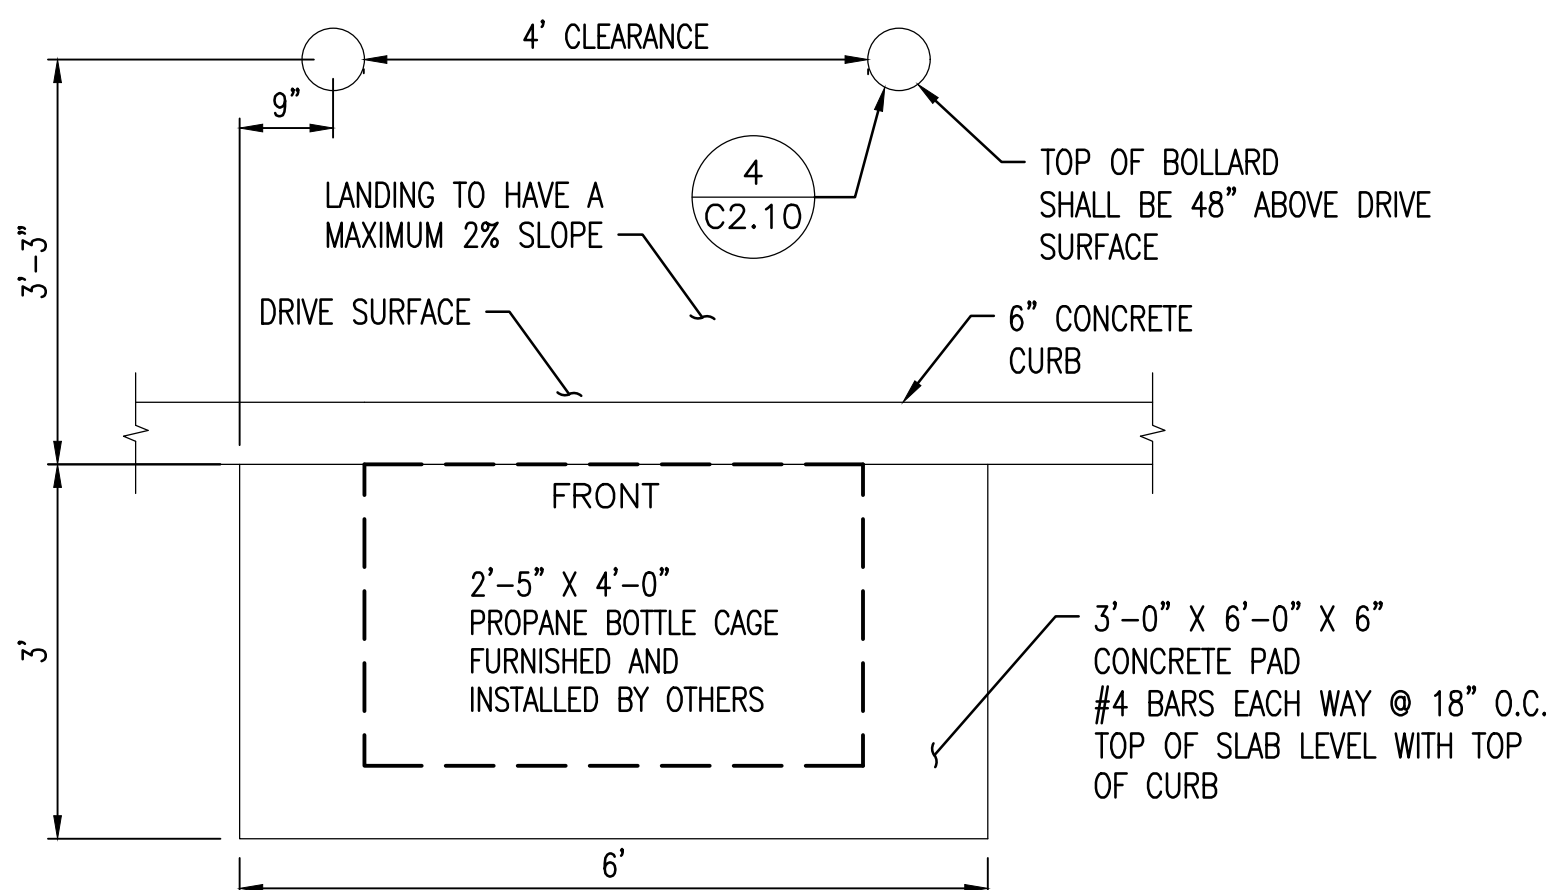 4' CLEARANCE
9"
3'-3"
LANDING TO HAVE A
MAXIMUM 2% SLOPE
4
C2.10
TOP OF BOLLARD
SHALL BE 48" ABOVE DRIVE
SURFACE
DRIVE SURFACE
6" CONCRETE
CURB
FRONT
2'-5" X 4'-0"
PROPANE BOTTLE CAGE
FURNISHED AND
INSTALLED BY OTHERS
3'
3'-0" X 6'-0" X 6"
CONCRETE PAD
#4 BARS EACH WAY @ 18" O.C.
TOP OF SLAB LEVEL WITH TOP
OF CURB
6'